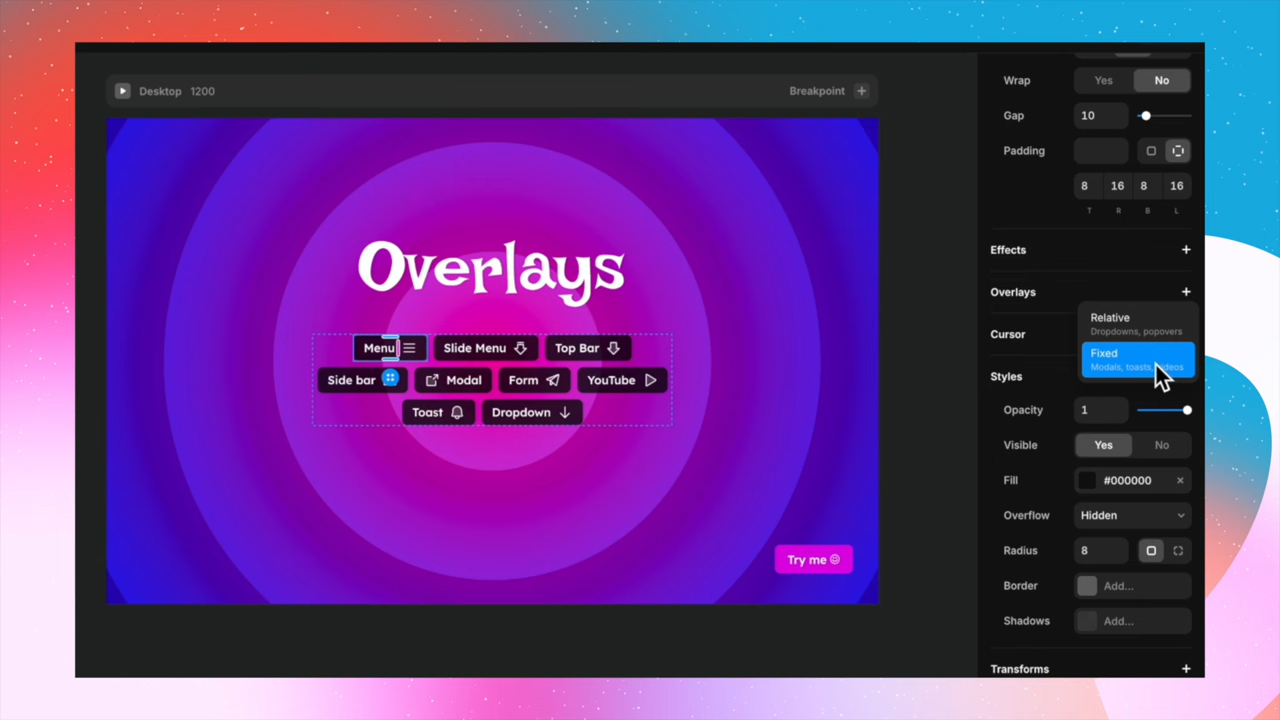 Desktop 1200
Breakpoint +
Overlays
Menu
Slide Menu
Top Bar
Side bar
Modal
Form
YouTube
Toast
Dropdown
Try me
Wrap Yes No
Gap 10
Padding
8 16 8 16
T R B L
Effects +
Overlays +
Relative
Dropdowns, popovers
Cursor
Fixed
Modals, toasts,
Styles
Opacity 1
Visible Yes No
Fill #000000 ×
Overflow Hidden
Radius 8
Border Add...
Shadows Add...
Transforms +